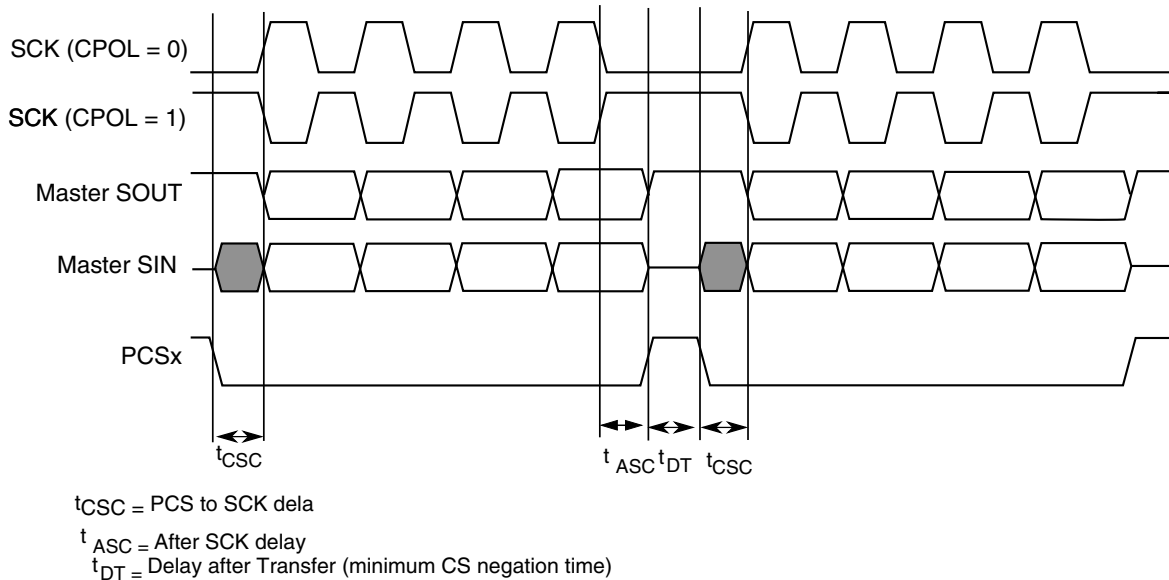 SCK (CPOL = 0)
SCK (CPOL = 1)
Master SOUT
Master SIN
PCSx
tCSC
t ASC
tDT
tCSC
tCSC = PCS to SCK dela
t ASC = After SCK delay
tDT = Delay after Transfer (minimum CS negation time)